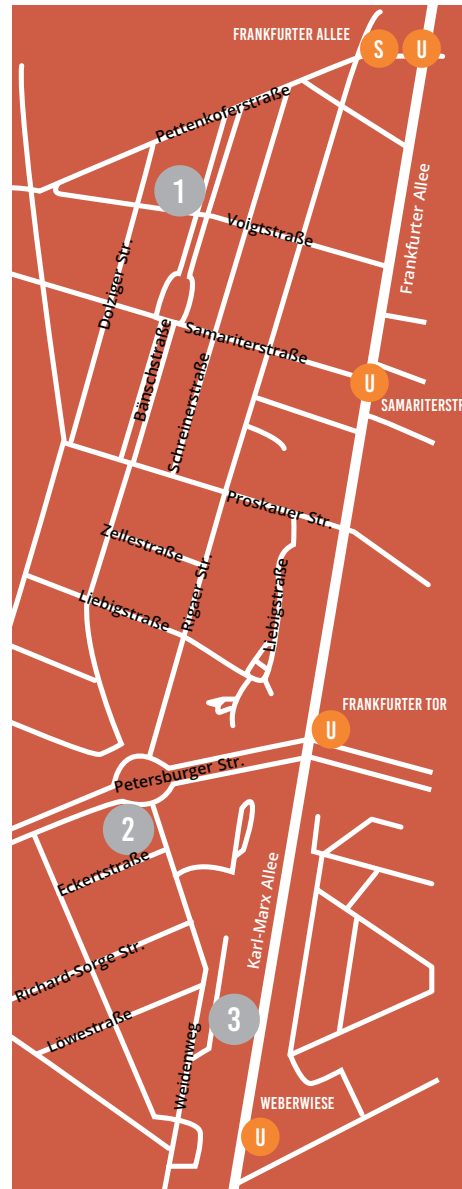 FRANKFURTER ALLEE
S
U
Pettenkoferstraße
1
Frankfurter Allee
Voigtstraße
Dolziger Str.
Bänschstraße
Samariterstraße
Schreinerstraße
U
SAMARITERSTR
Proskauer Str.
Zellestraße
Rigaer Str.
Liebigstraße
Liebigstraße
FRANKFURTER TOR
U
Petersburger Str.
2
Eckertstraße
Karl-Marx Allee
Richard-Sorge Str.
3
Löwestraße
Weidenweg
WEBERWIESE
U